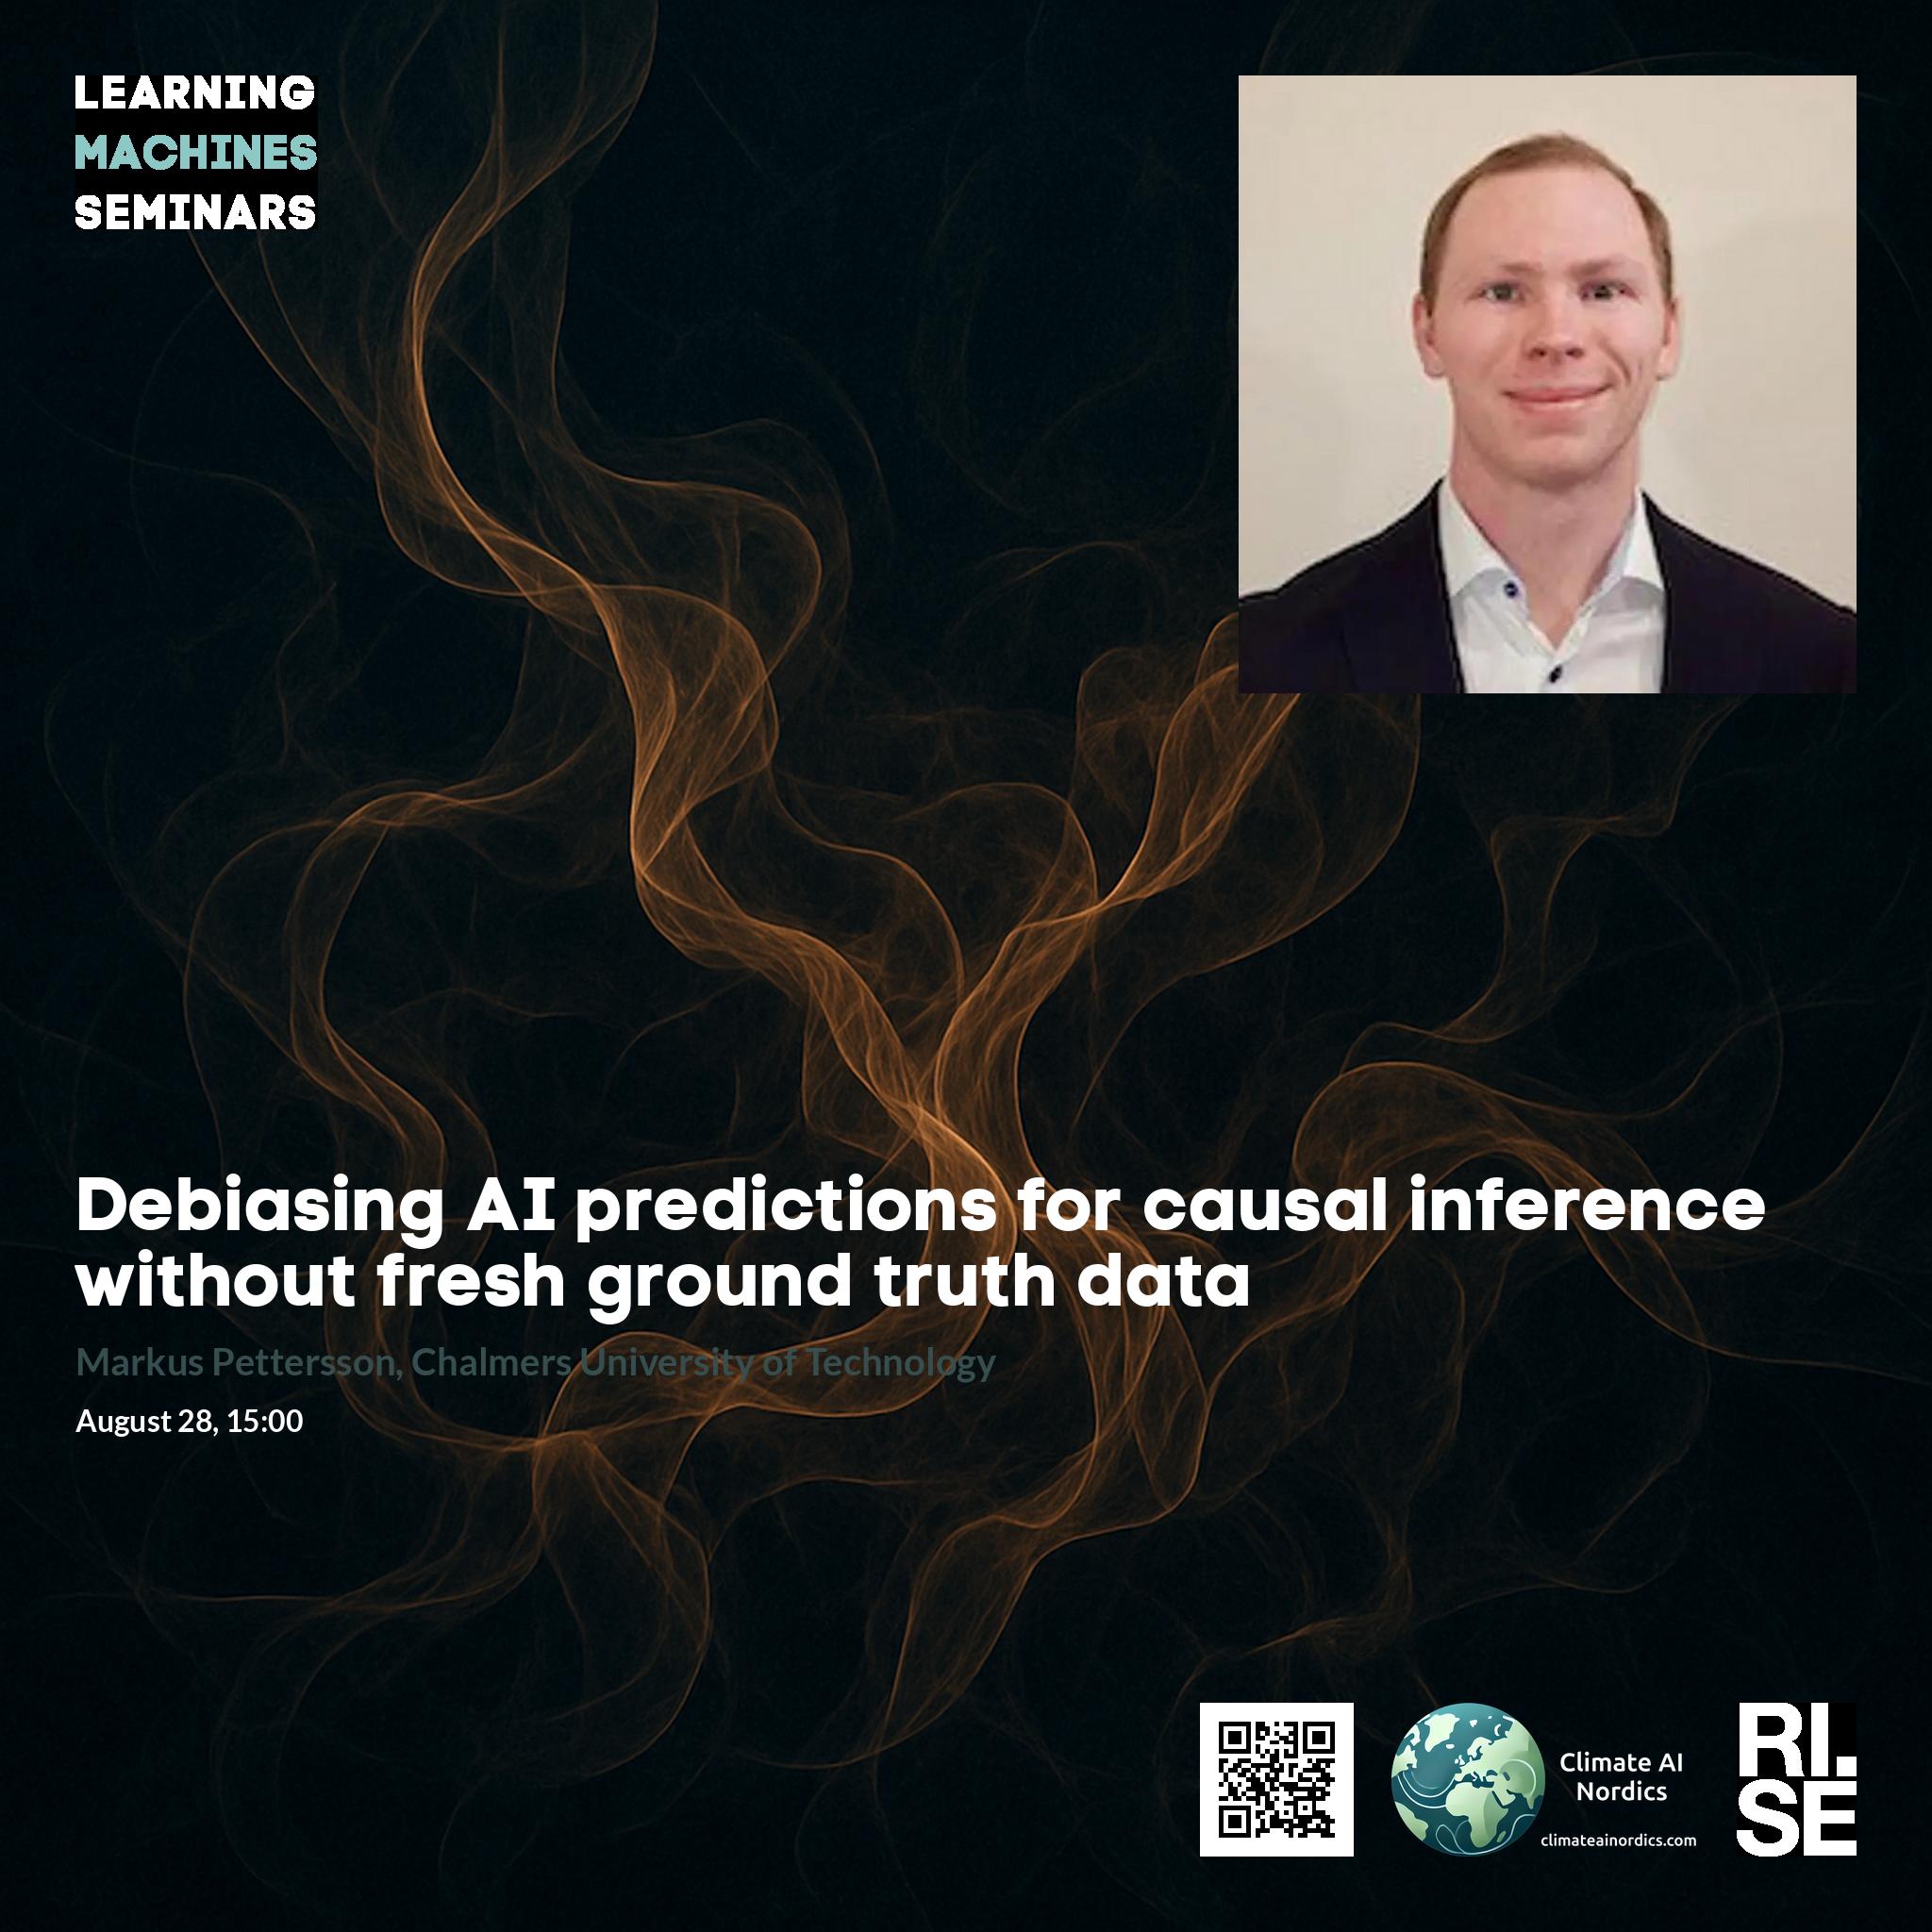 LEARNING
MACHINES
SEMINARS
Debiasing AI predictions for causal inference
without fresh ground truth data
Markus Pettersson, Chalmers University of Technology
August 28, 15:00
Climate AI
Nordics
climateainordics.com
RI.
SE